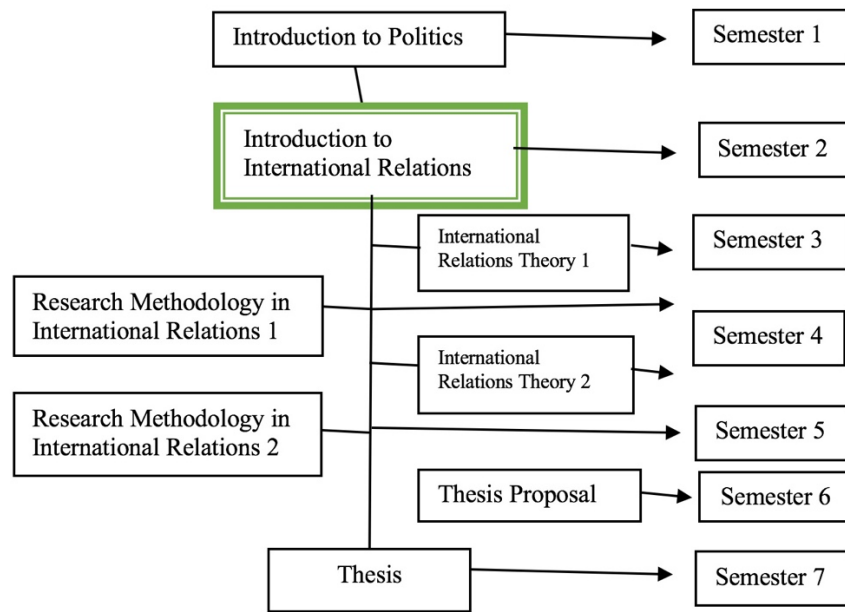 Introduction to Politics
Semester 1
Introduction to
International Relations
Semester 2
International
Relations Theory 1
Semester 3
Research Methodology in
International Relations 1
Semester 4
International
Relations Theory 2
Research Methodology in
International Relations 2
Semester 5
Thesis Proposal
Semester 6
Thesis
Semester 7